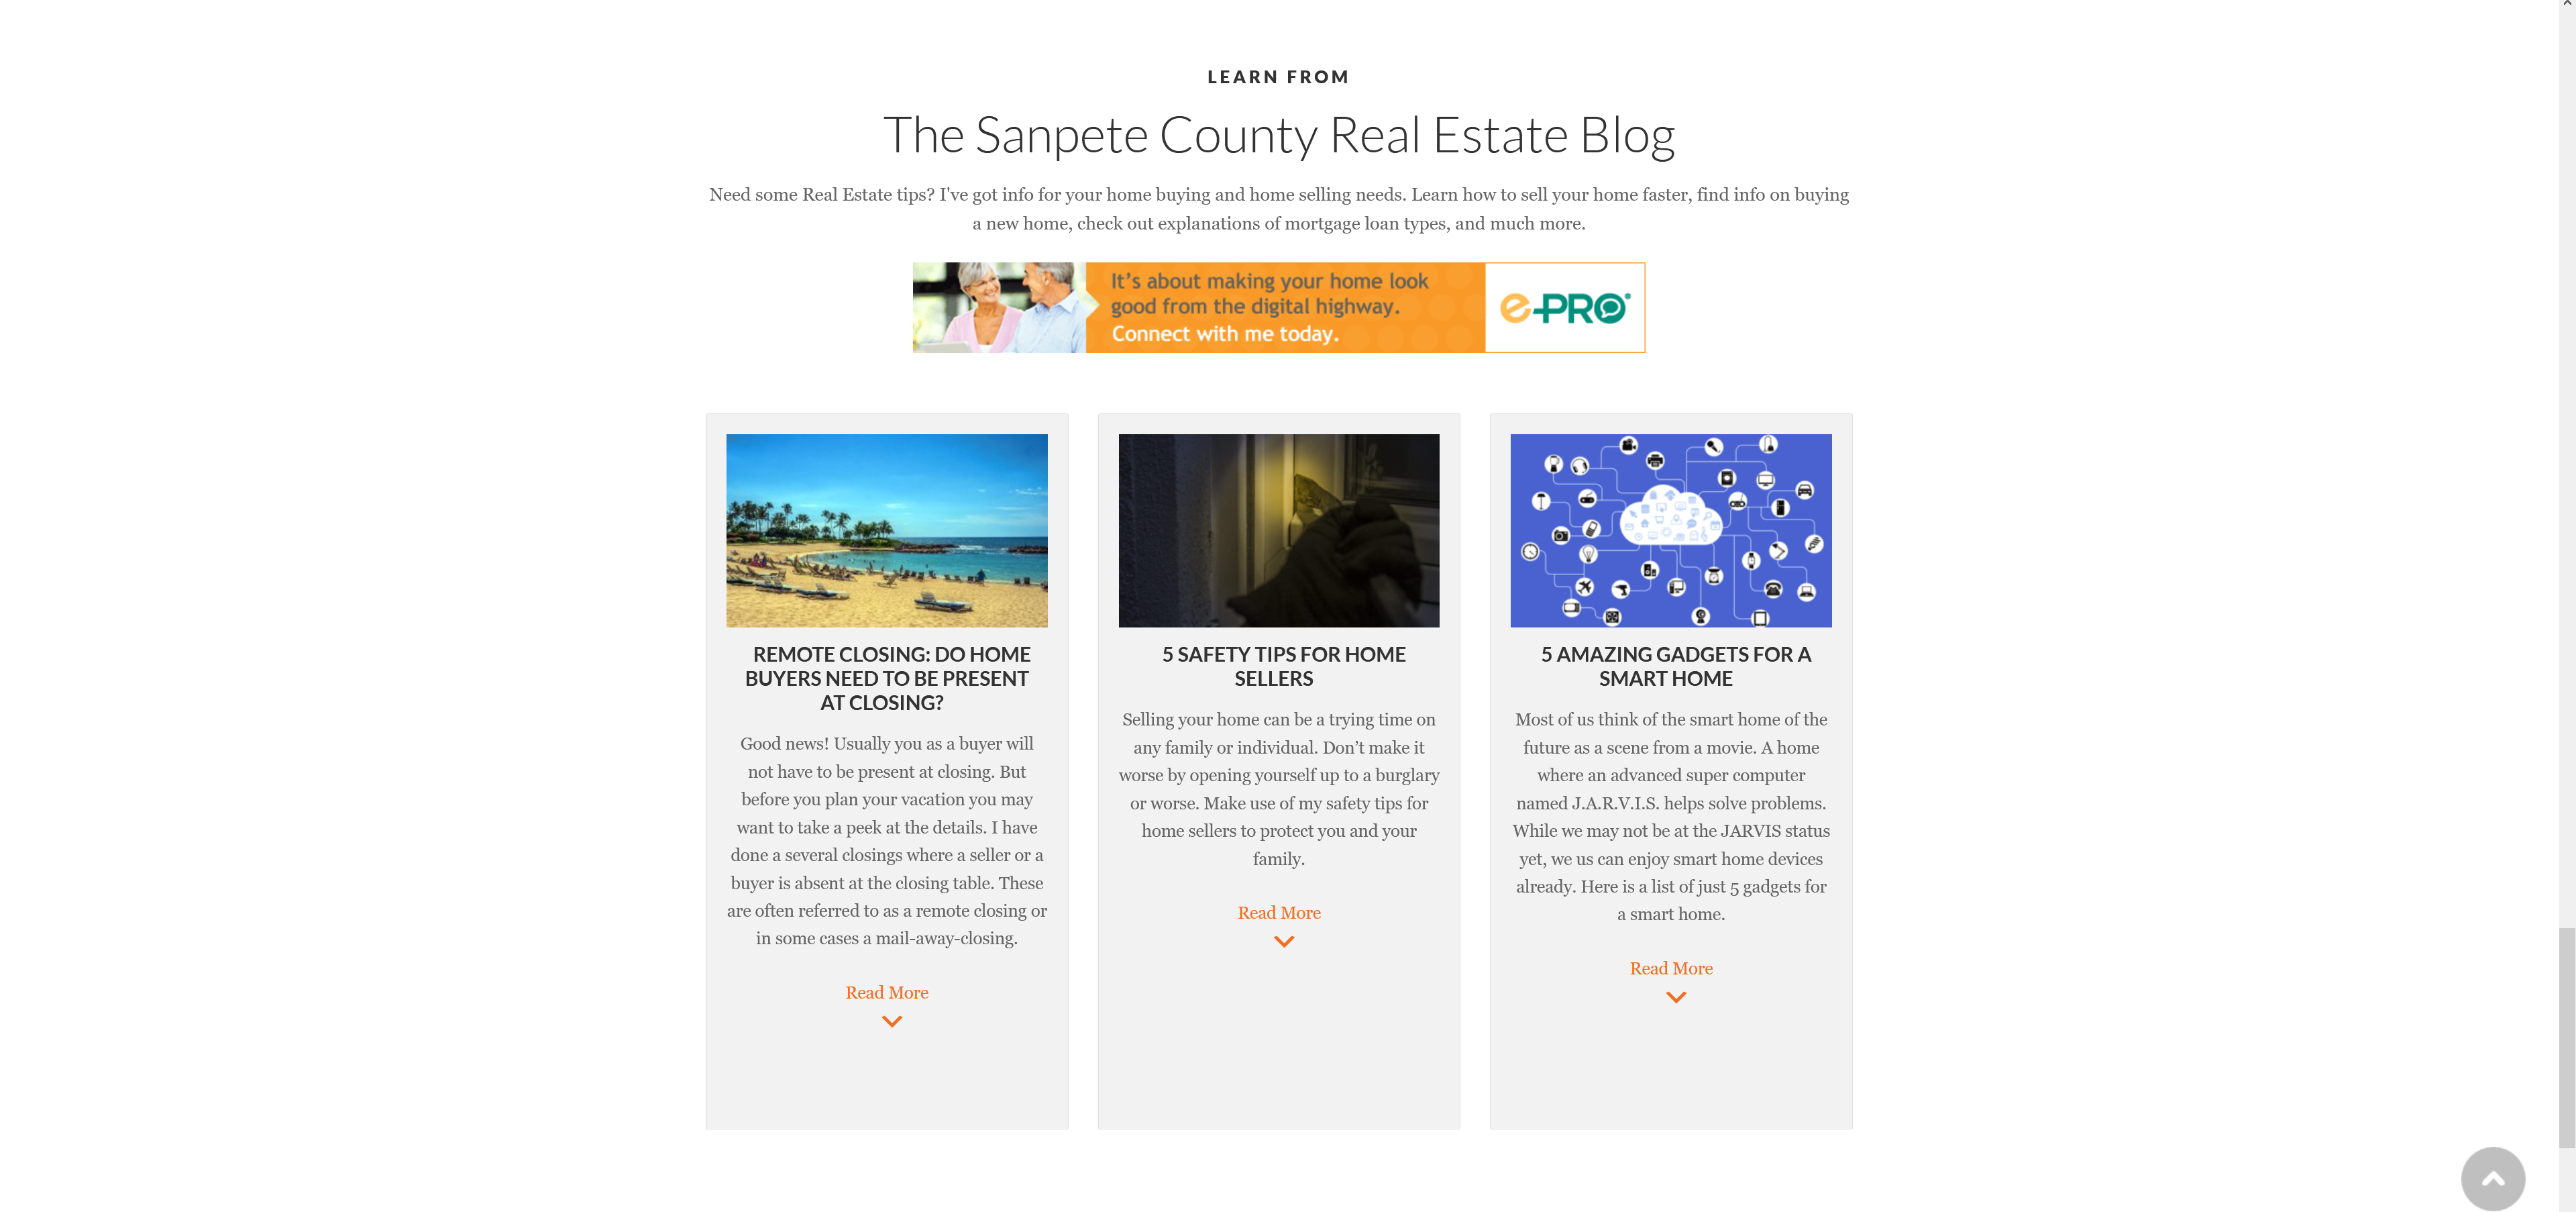 LEARN FROM
The Sanpete County Real Estate Blog
Need some Real Estate tips? I've got info for your home buying and home selling needs. Learn how to sell your home faster, find info on buying
a new home, check out explanations of mortgage loan types, and much more.
It's about making your home look
good from the digital highway.
Connect with me today.
e-PRO®
REMOTE CLOSING: DO HOME
BUYERS NEED TO BE PRESENT
AT CLOSING?
Good news! Usually you as a buyer will
not have to be present at closing. But
before you plan your vacation you may
want to take a peek at the details. I have
done a several closings where a seller or a
buyer is absent at the closing table. These
are often referred to as a remote closing or
in some cases a mail-away-closing.
Read More
5 SAFETY TIPS FOR HOME
SELLERS
Selling your home can be a trying time on
any family or individual. Don’t make it
worse by opening yourself up to a burglary
or worse. Make use of my safety tips for
home sellers to protect you and your
family.
Read More
5 AMAZING GADGETS FOR A
SMART HOME
Most of us think of the smart home of the
future as a scene from a movie. A home
where an advanced super computer
named J.A.R.V.I.S. helps solve problems.
While we may not be at the JARVIS status
yet, we us can enjoy smart home devices
already. Here is a list of just 5 gadgets for
a smart home.
Read More